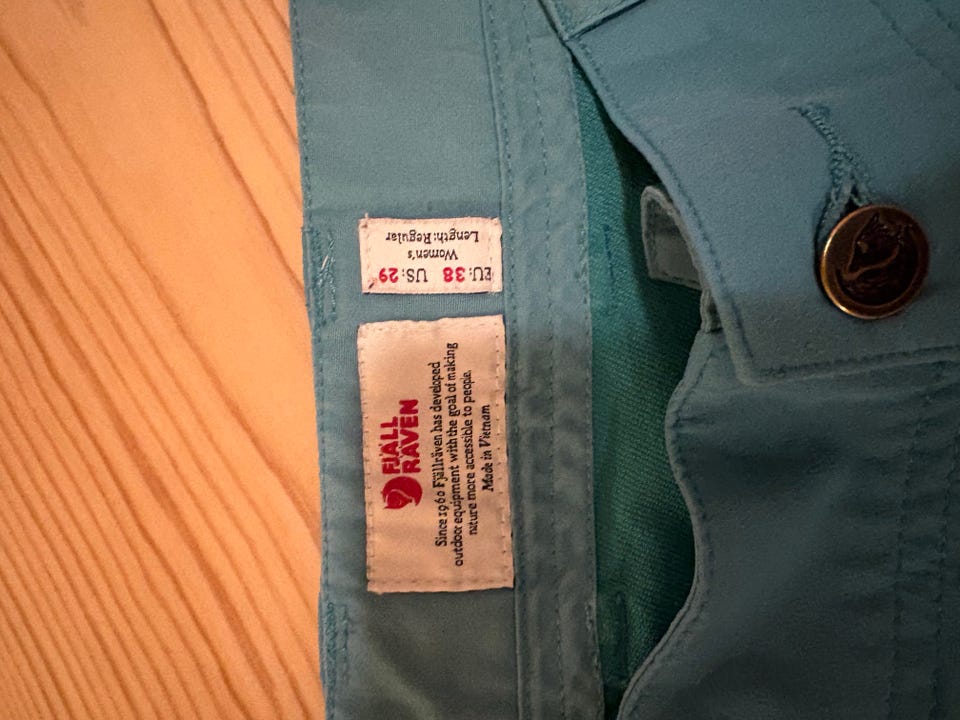 EU: 38 US: 29
Women's
Length: Regular
FJÄLL
RÄVEN
Since 1960 Fjällräven has developed
outdoor equipment with the goal of making
nature more accessible to people.
Made in Vietnam